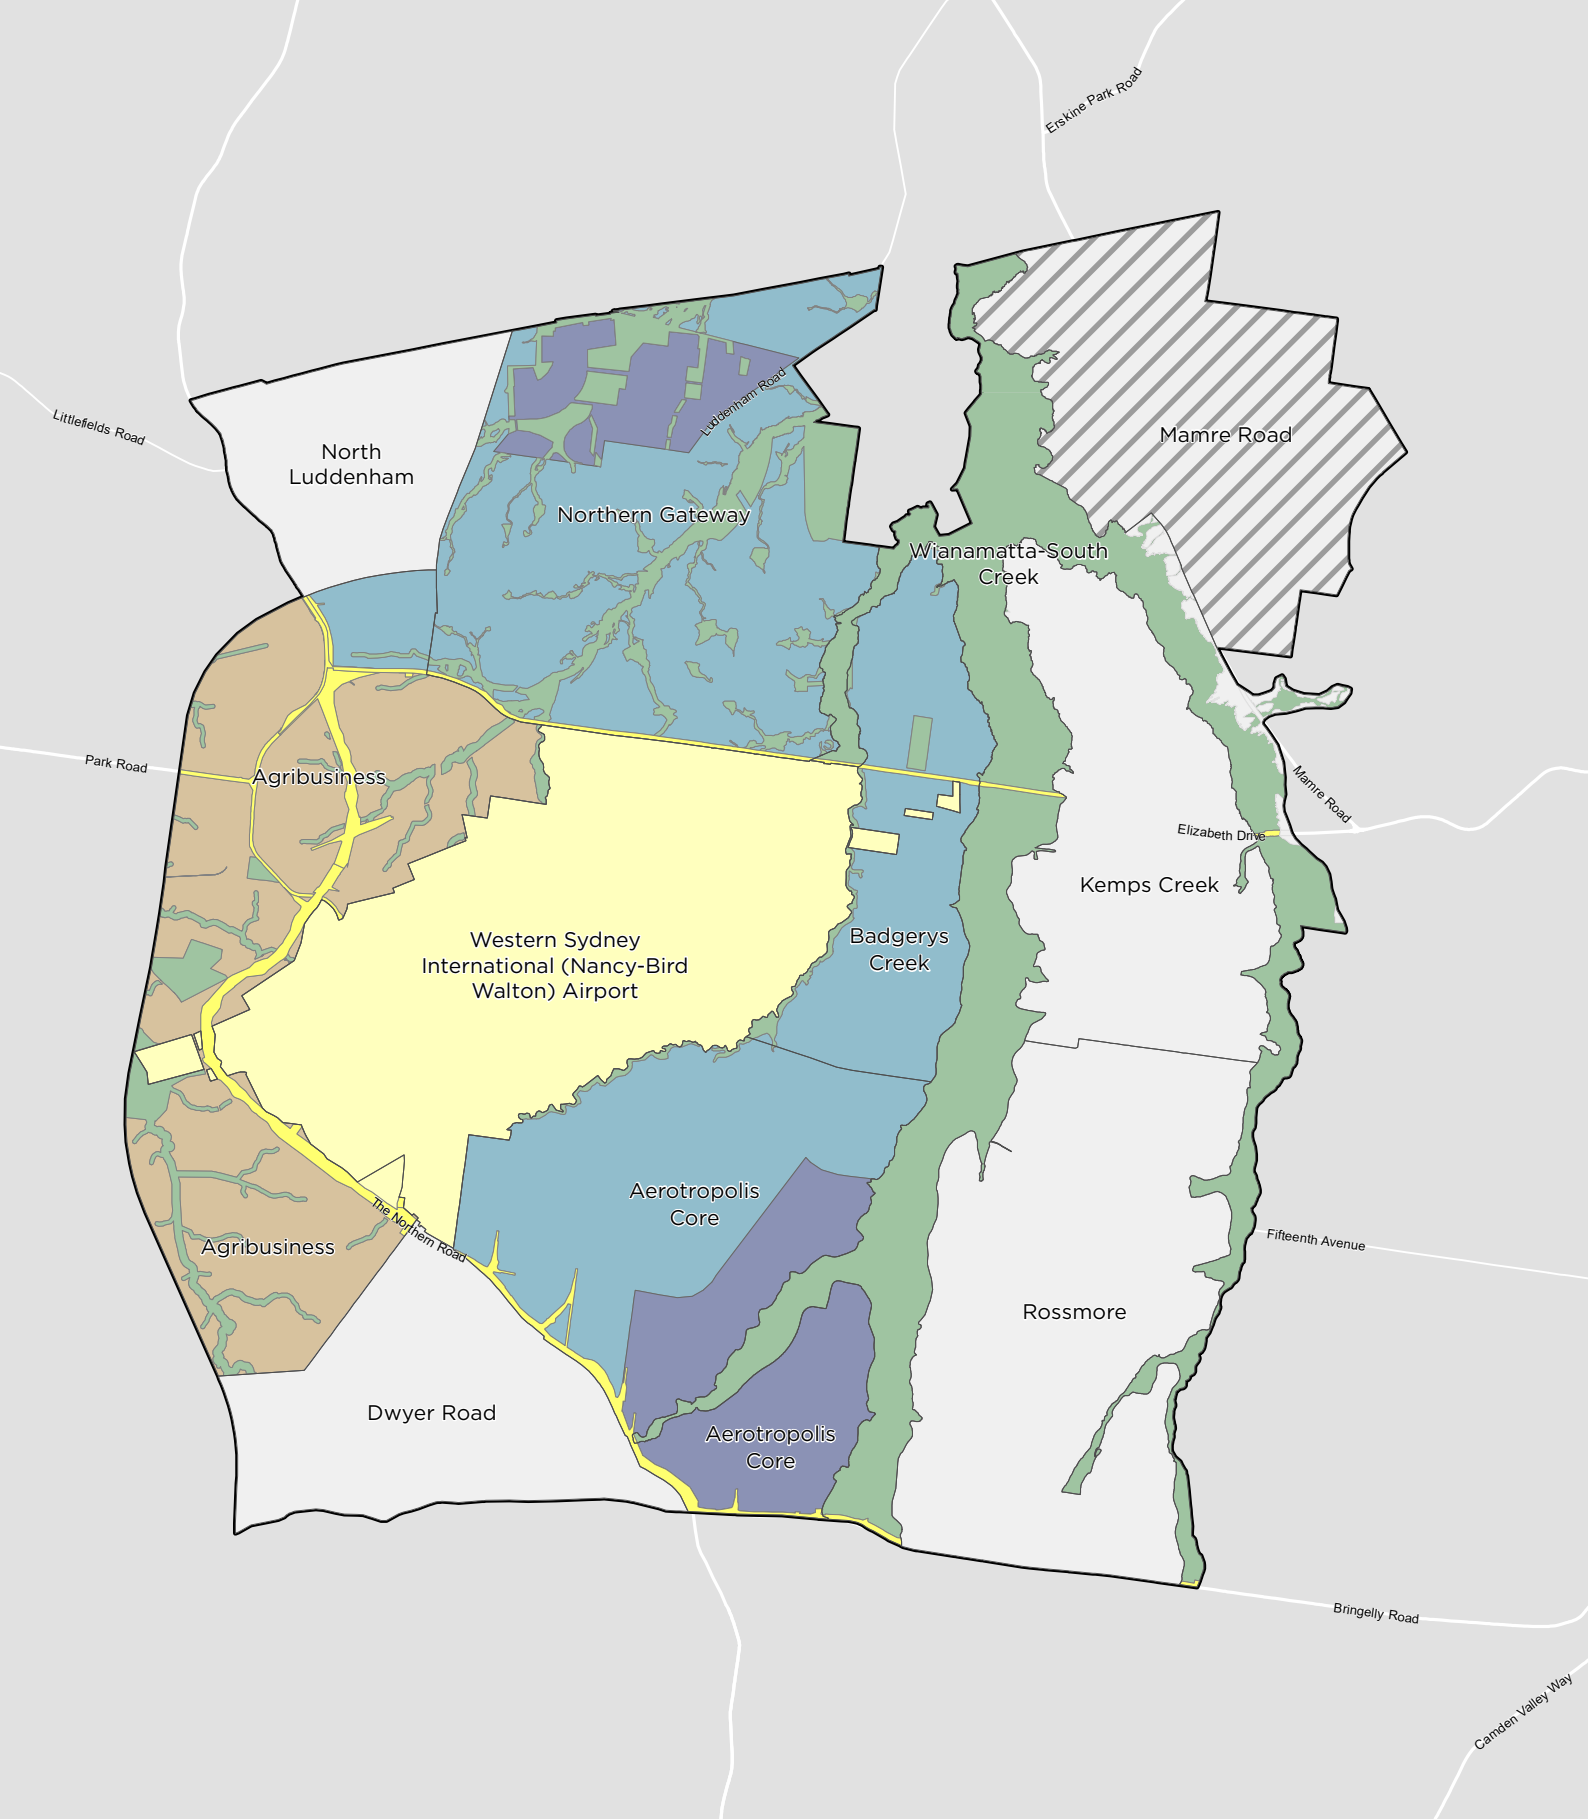 Erskine Park Road
Littlefields Road
North
Luddenham
Luddenham Road
Mamre Road
Northern Gateway
Wianamatta-South
Creek
Park Road
Agribusiness
Mamre Road
Elizabeth Drive
Kemps Creek
Western Sydney
International (Nancy-Bird
Walton) Airport
Badgerys
Creek
Aerotropolis
Core
The Northern Road
Agribusiness
Fifteenth Avenue
Rossmore
Dwyer Road
Aerotropolis
Core
Bringelly Road
Camden Valley Way